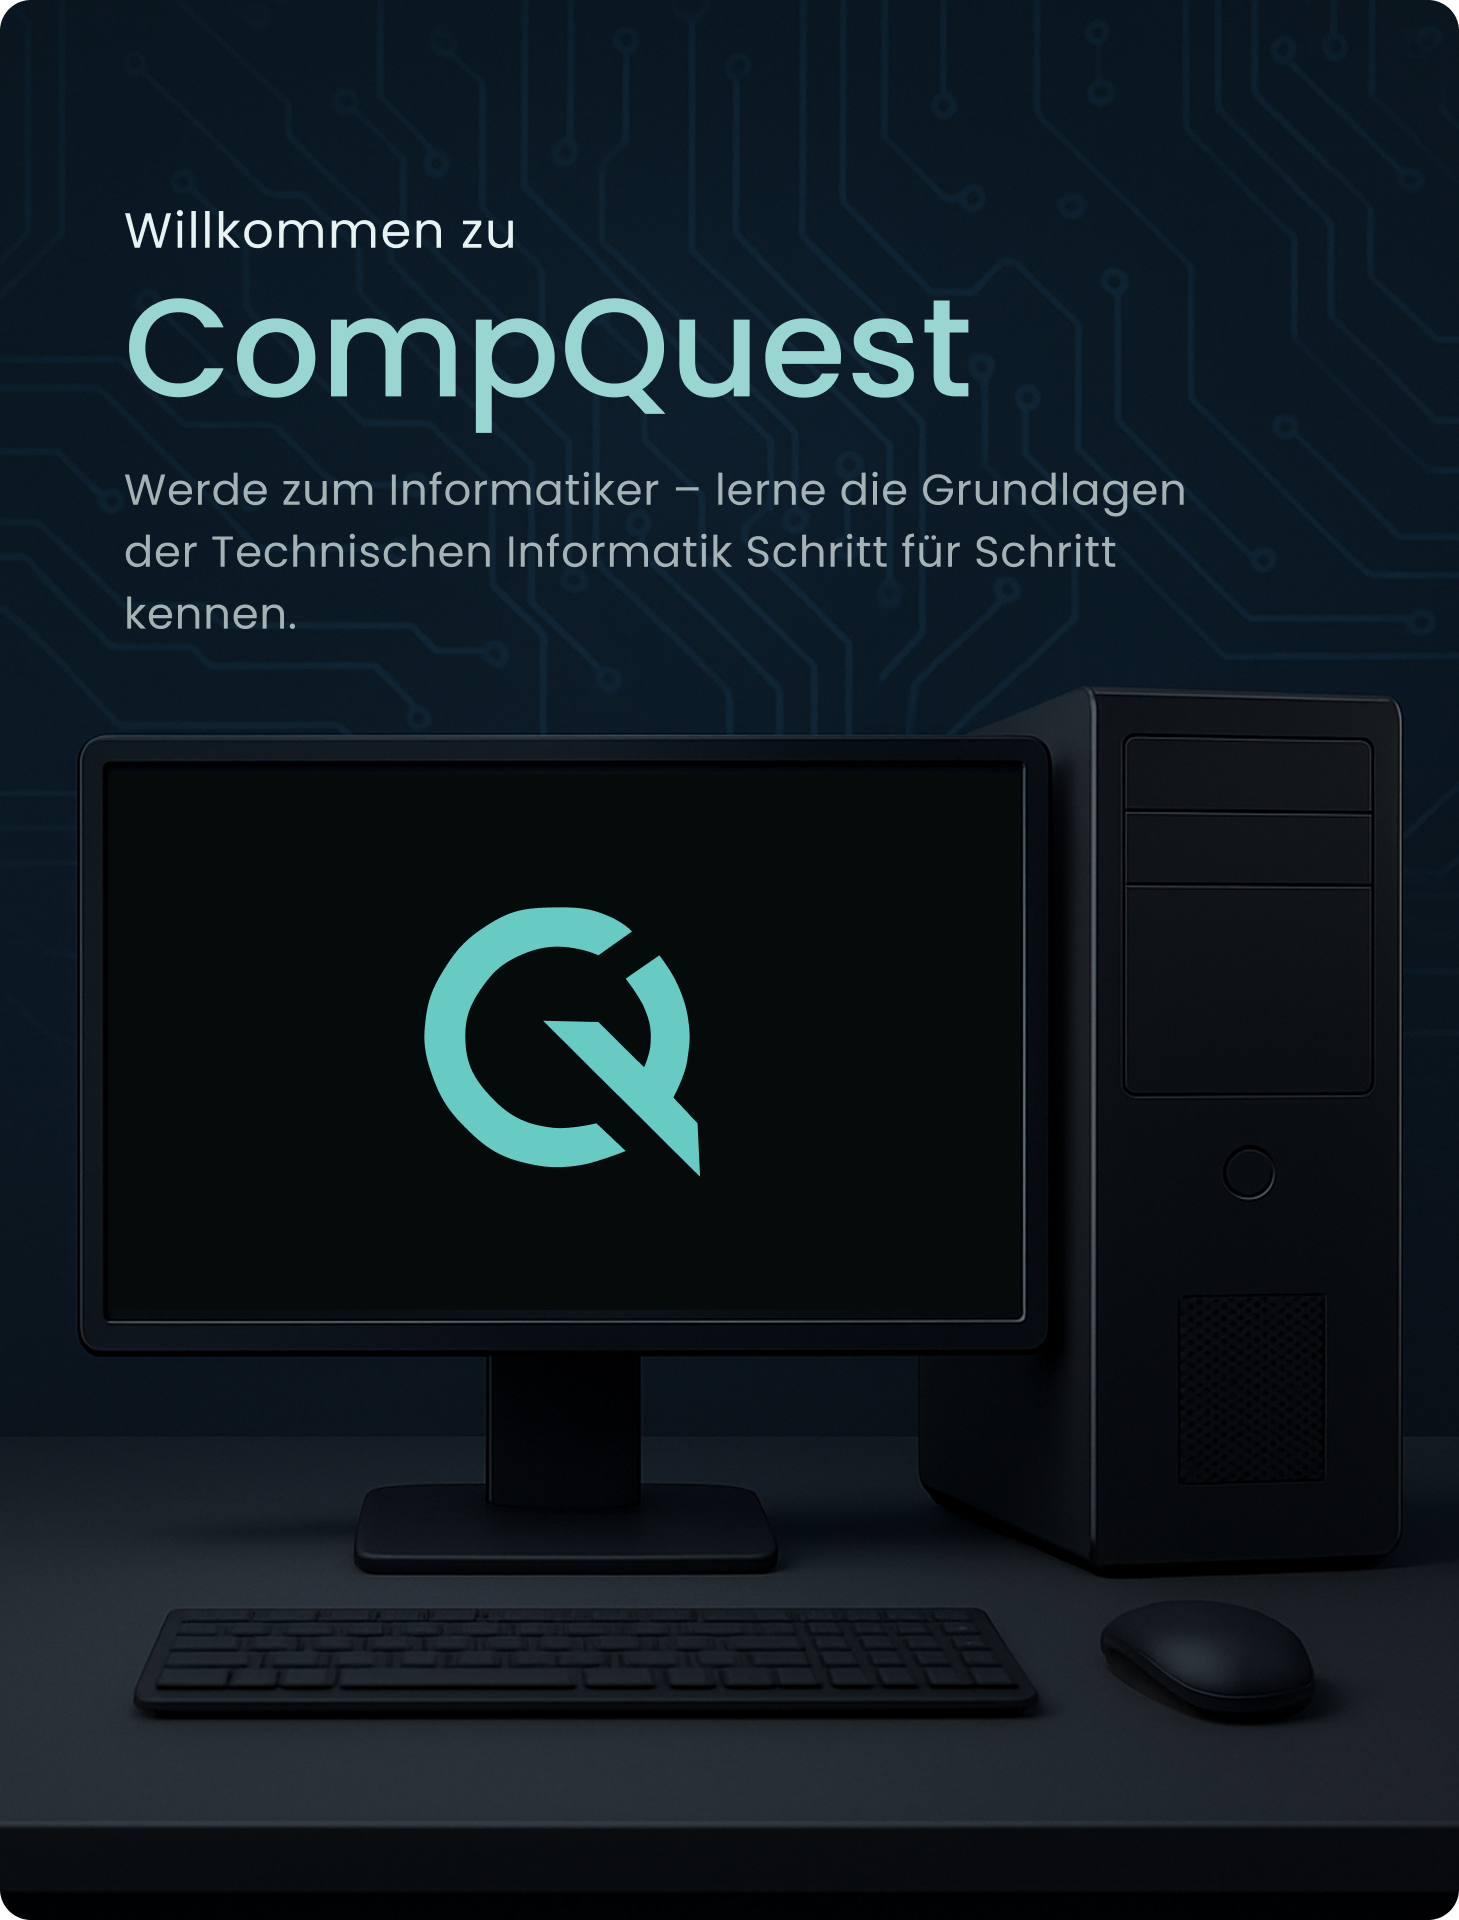 Willkommen zu
CompQuest
Werde zum Informatiker – lerne die Grundlagen
der Technischen Informatik Schritt für Schritt
kennen.